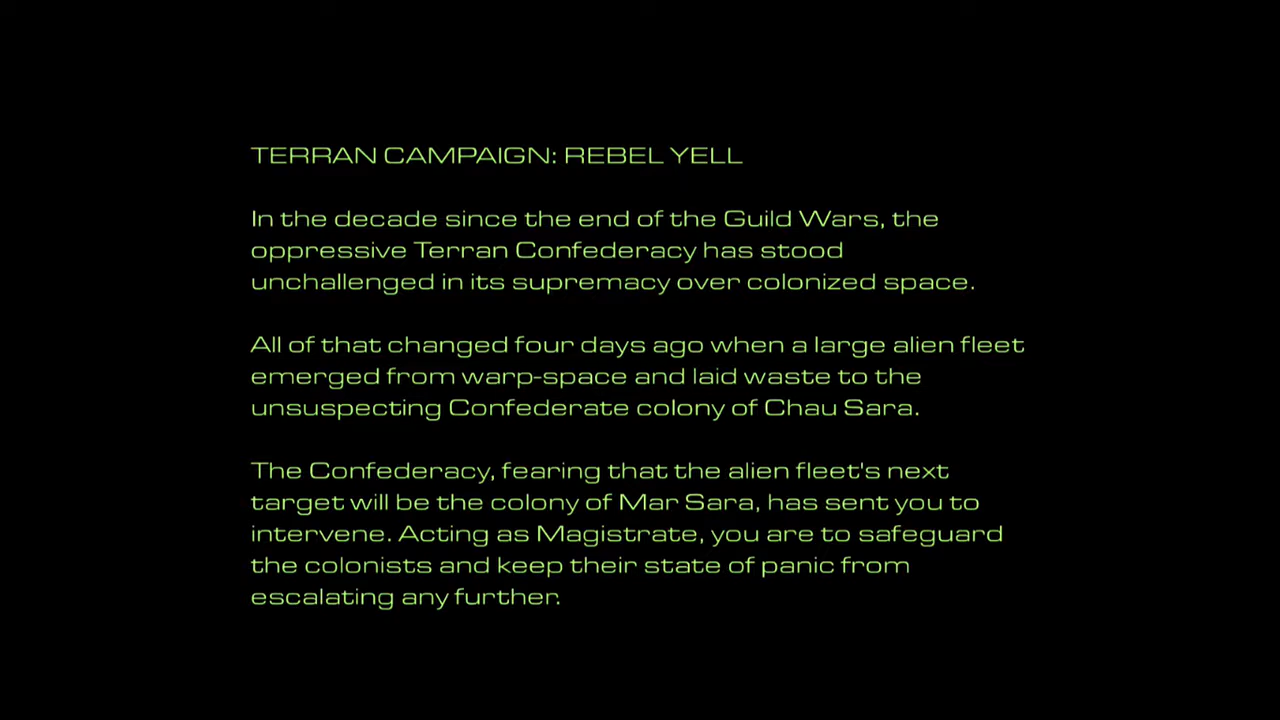 TERRAN CAMPAIGN: REBEL YELL
In the decade since the end of the Guild Wars, the
oppressive Terran Confederacy has stood
unchallenged in its supremacy over colonized space.
All of that changed four days ago when a large alien fleet
emerged from warp-space and laid waste to the
unsuspecting Confederate colony of Chau Sara.
The Confederacy, fearing that the alien fleet's next
target will be the colony of Mar Sara, has sent you to
intervene. Acting as Magistrate, you are to safeguard
the colonists and keep their state of panic from
escalating any further.